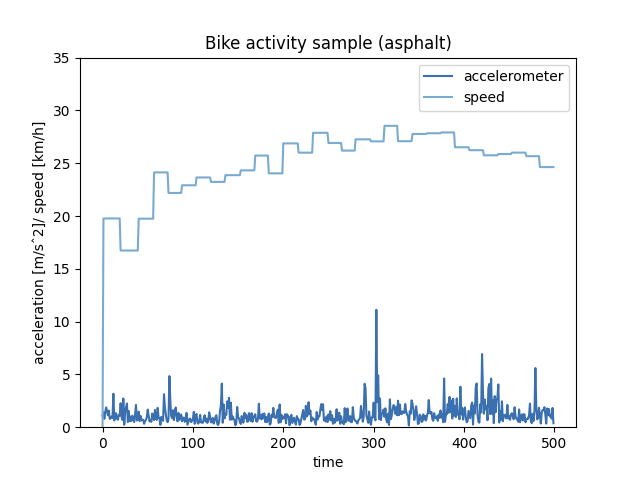 Bike activity sample (asphalt)
accelerometer
speed
acceleration [m/sˆ2]/ speed [km/h]
35
30
25
20
15
10
5
0
0 100 200 300 400 500
time